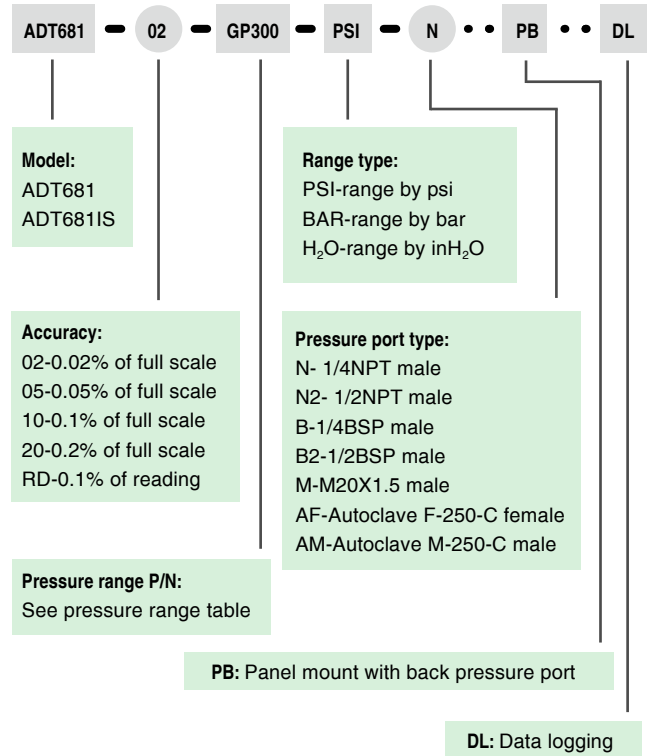 ADT681 - 02 - GP300 - PSI - N · · PB · · DL
Model:
ADT681
ADT681IS
Range type:
PSI-range by psi
BAR-range by bar
H₂O-range by inH₂O
Accuracy:
02-0.02% of full scale
05-0.05% of full scale
10-0.1% of full scale
20-0.2% of full scale
RD-0.1% of reading
Pressure port type:
N- 1/4NPT male
N2- 1/2NPT male
B-1/4BSP male
B2-1/2BSP male
M-M20X1.5 male
AF-Autoclave F-250-C female
AM-Autoclave M-250-C male
Pressure range P/N:
See pressure range table
PB: Panel mount with back pressure port
DL: Data logging